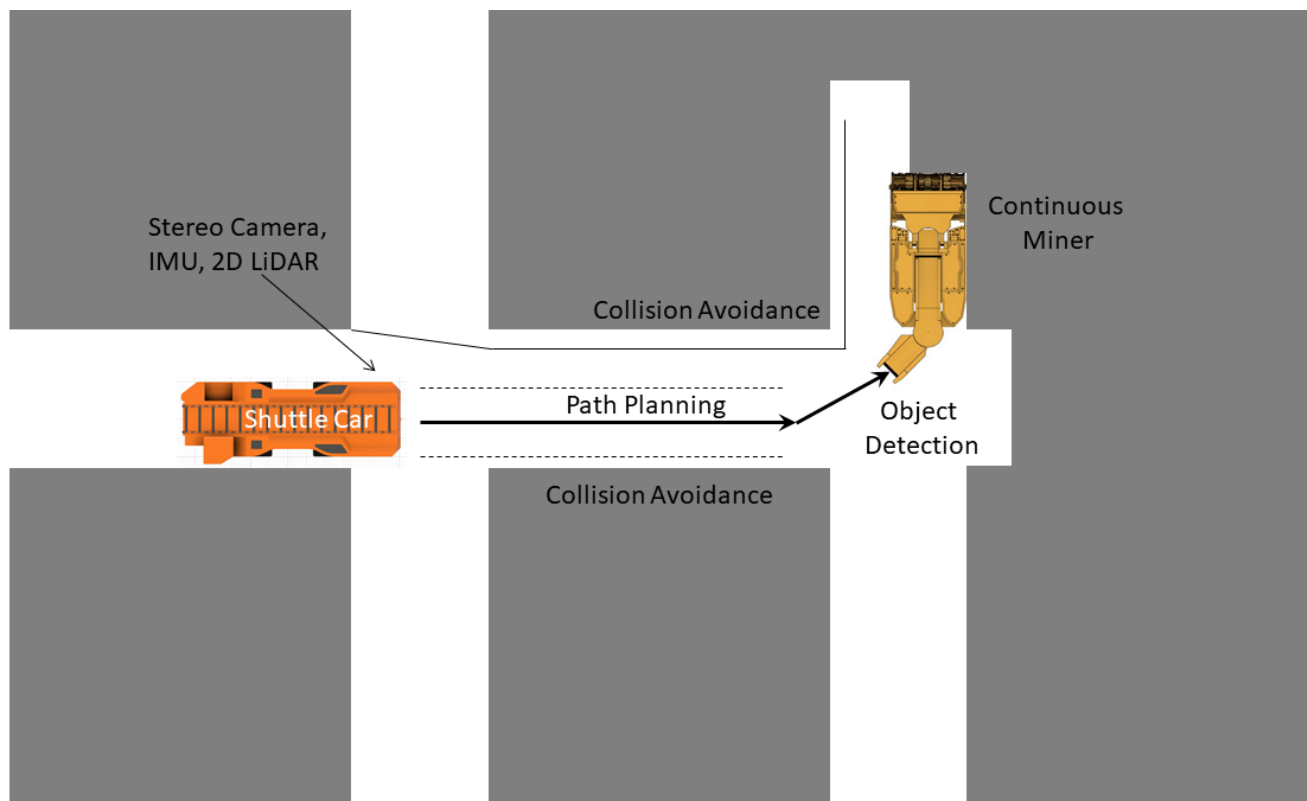 Stereo Camera,
IMU, 2D LiDAR
Continuous
Miner
Collision Avoidance
Shuttle Car
Path Planning
Object
Detection
Collision Avoidance